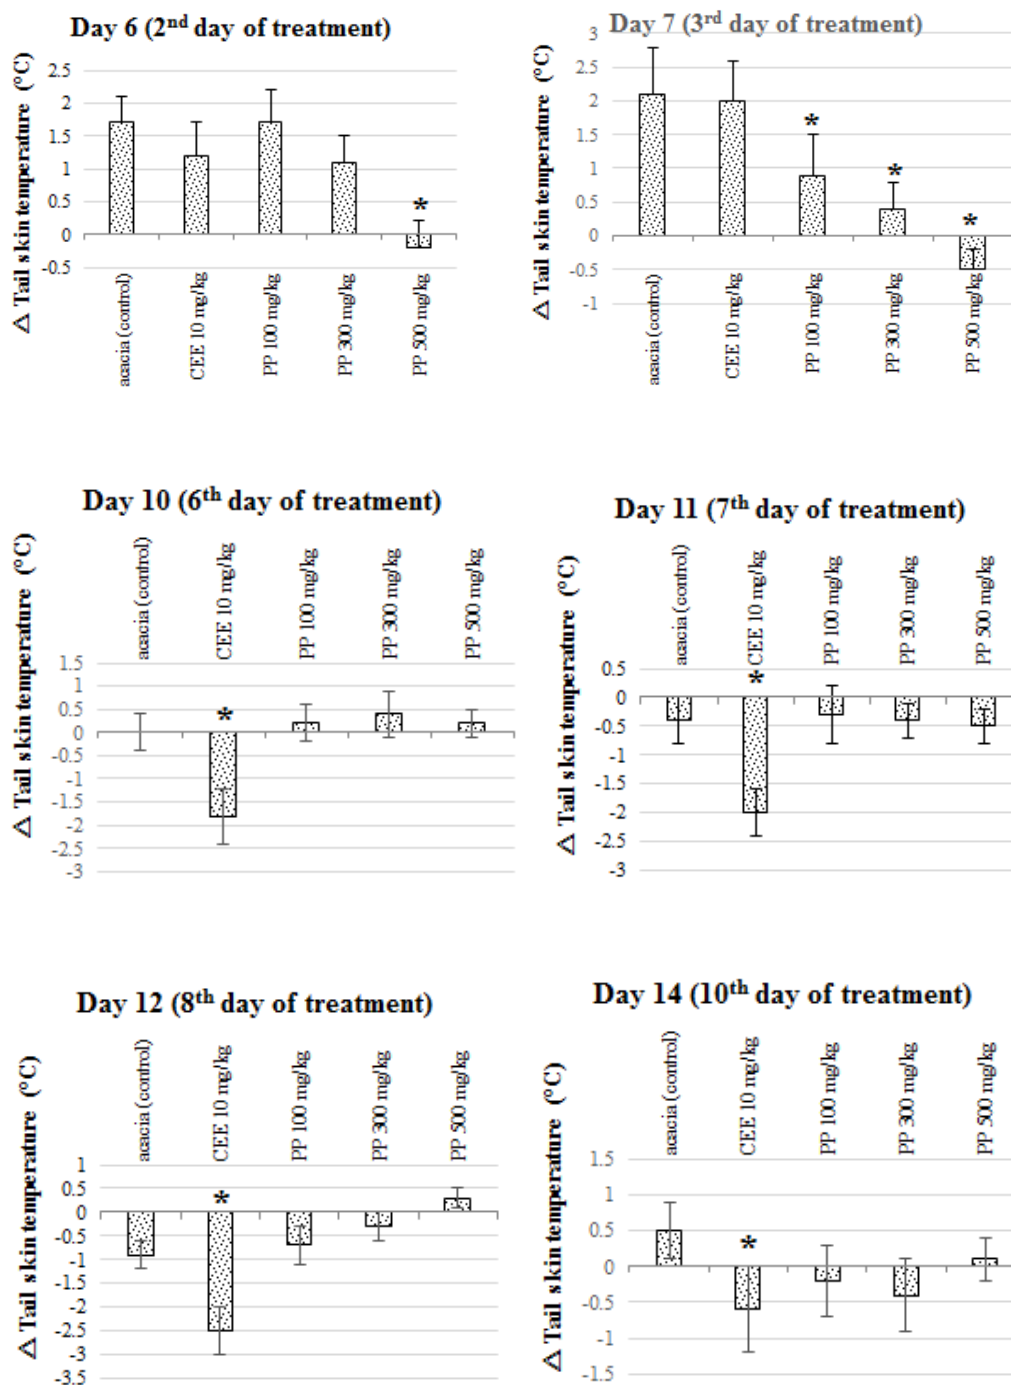 Day 6 (2nd day of treatment)
△ Tail skin temperature (°C)
2.5
2
1.5
1
0.5
0
-0.5
acacia (control)
CEE 10 mg/kg
PP 100 mg/kg
PP 300 mg/kg
PP 500 mg/kg
*
Day 7 (3rd day of treatment)
△ Tail skin temperature (°C)
3
2.5
2
1.5
1
0.5
0
-0.5
-1
acacia (control)
CEE 10 mg/kg
PP 100 mg/kg
PP 300 mg/kg
PP 500 mg/kg
*
*
*
Day 10 (6th day of treatment)
△ Tail skin temperature (°C)
acacia (control)
CEE 10 mg/kg
PP 100 mg/kg
PP 300 mg/kg
PP 500 mg/kg
1.5
1
0.5
0
-0.5
-1
-1.5
-2
-2.5
-3
*
Day 11 (7th day of treatment)
△ Tail skin temperature (°C)
acacia (control)
CEE 10 mg/kg
PP 100 mg/kg
PP 300 mg/kg
PP 500 mg/kg
0.5
0
-0.5
-1
-1.5
-2
-2.5
-3
*
Day 12 (8th day of treatment)
△ Tail skin temperature (°C)
acacia (control)
CEE 10 mg/kg
PP 100 mg/kg
PP 300 mg/kg
PP 500 mg/kg
1
0.5
0
-0.5
-1
-1.5
-2
-2.5
-3
-3.5
*
Day 14 (10th day of treatment)
△ Tail skin temperature (°C)
acacia (control)
CEE 10 mg/kg
PP 100 mg/kg
PP 300 mg/kg
PP 500 mg/kg
1.5
1
0.5
0
-0.5
-1
-1.5
*